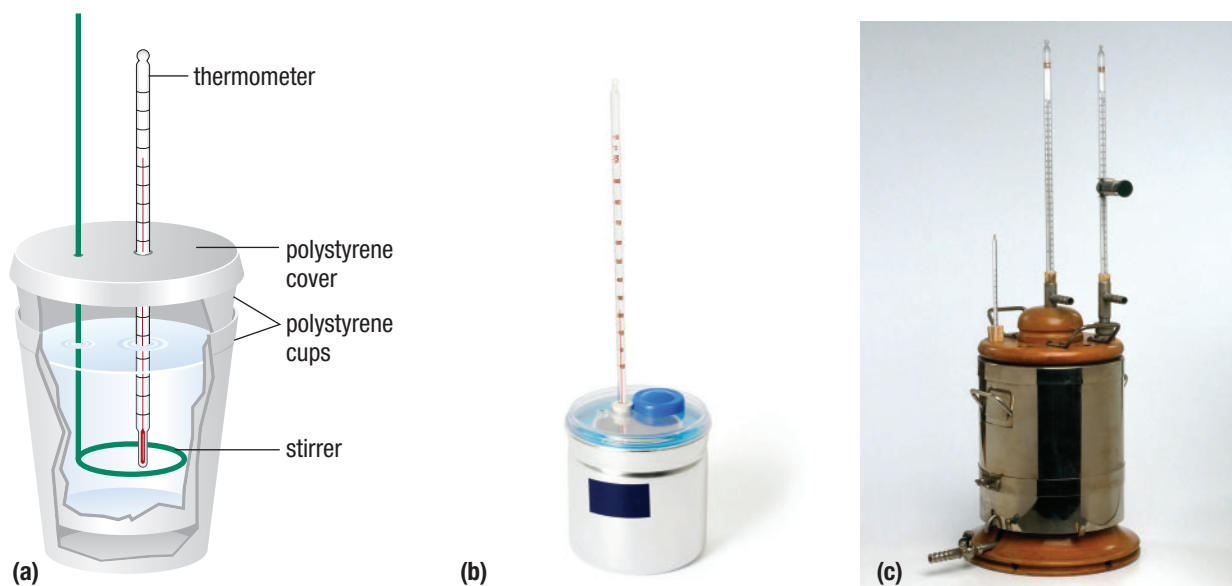 thermometer
polystyrene
cover
polystyrene
cups
stirrer
(a)
(b)
(c)